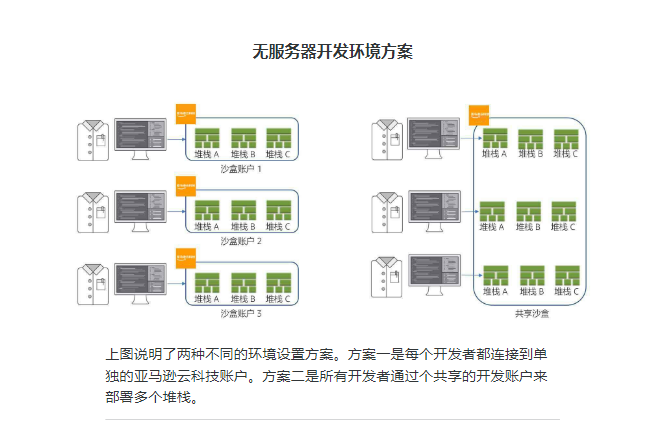 无服务器开发环境方案
堆栈 A 堆栈 B 堆栈 C
沙盒账户 1
堆栈 A 堆栈 B 堆栈 C
沙盒账户 2
堆栈 A 堆栈 B 堆栈 C
沙盒账户 3
堆栈 A 堆栈 B 堆栈 C
堆栈 A 堆栈 B 堆栈 C
堆栈 A 堆栈 B 堆栈 C
共享沙盒
上图说明了两种不同的环境设置方案。方案一是每个开发者都连接到单
独的亚马逊云科技账户。方案二是所有开发者通过个共享的开发账户来
部署多个堆栈。